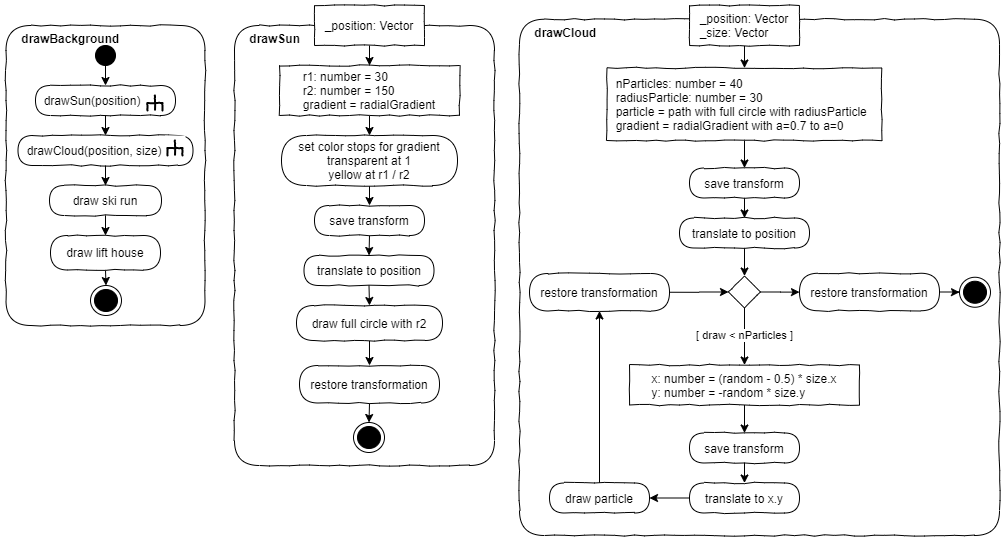 drawBackground
drawSun(position)
drawCloud(position, size)
draw ski run
draw lift house
_position: Vector
drawSun
r1: number = 30
r2: number = 150
gradient = radialGradient
set color stops for gradient
transparent at 1
yellow at r1 / r2
save transform
translate to position
draw full circle with r2
restore transformation
_position: Vector
_size: Vector
drawCloud
nParticles: number = 40
radiusParticle: number = 30
particle = path with full circle with radiusParticle
gradient = radialGradient with a=0.7 to a=0
save transform
translate to position
restore transformation
restore transformation
[ draw < nParticles ]
x: number = (random - 0.5) * size.x
y: number = -random * size.y
save transform
draw particle
translate to x.y